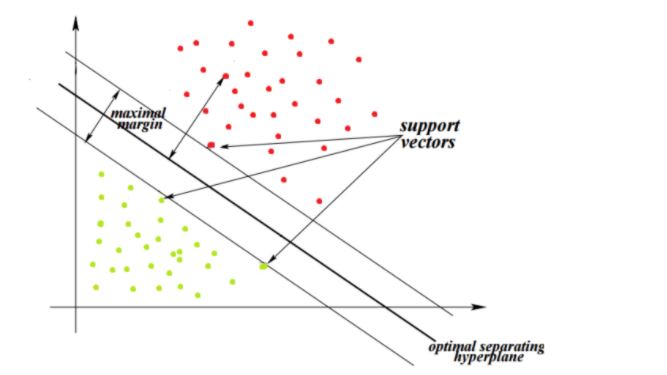 maximal
margin
support
vectors
optimal separating
hyperplane